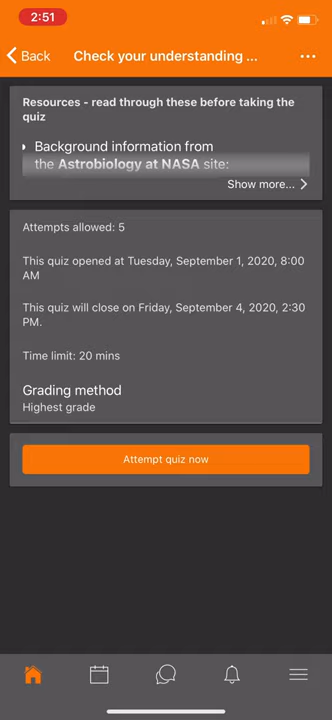 2:51
Back
Check your understanding ...
Resources - read through these before taking the
quiz
Background information from
the Astrobiology at NASA site:
Show more...
Attempts allowed: 5
This quiz opened at Tuesday, September 1, 2020, 8:00
AM
This quiz will close on Friday, September 4, 2020, 2:30
PM.
Time limit: 20 mins
Grading method
Highest grade
Attempt quiz now